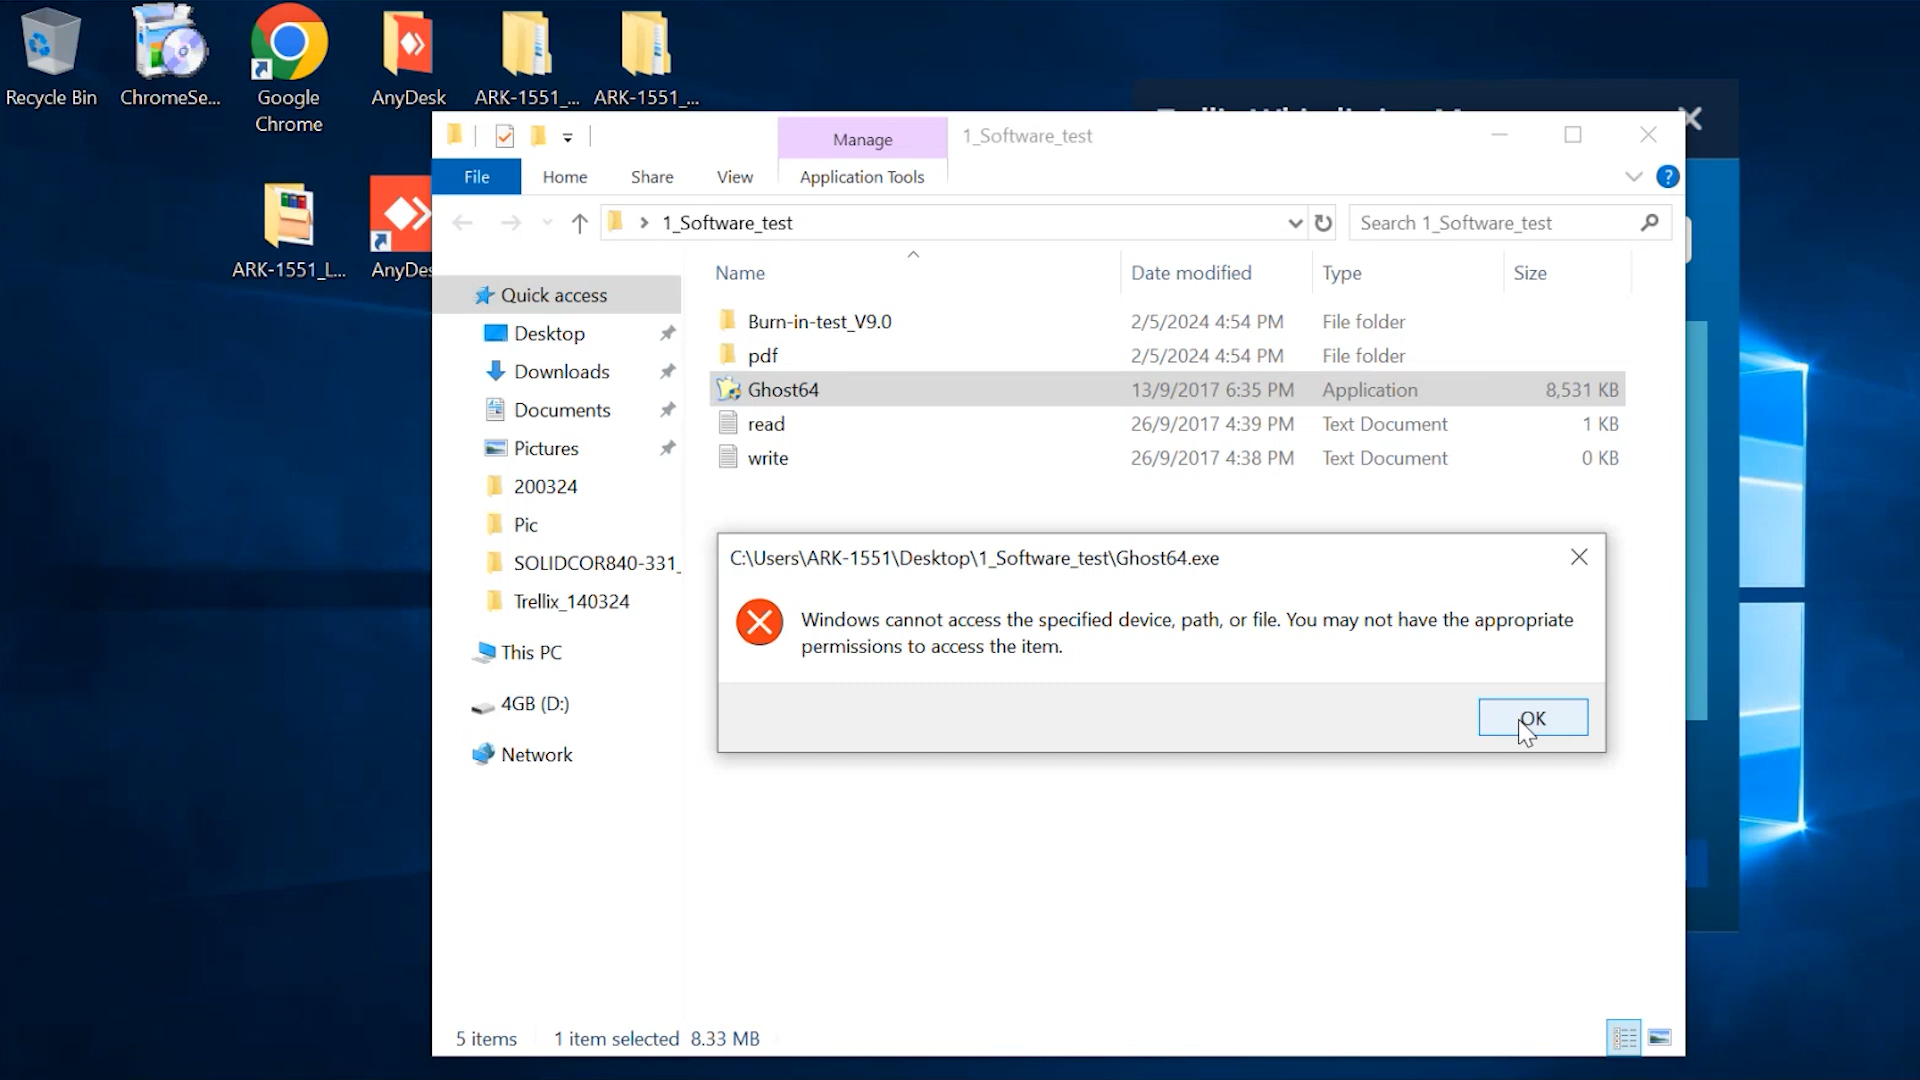 Recycle Bin
ChromeSe...
Google
Chrome
AnyDesk
ARK-1551_...
ARK-1551_...
ARK-1551_L...
AnyDes
Manage
1_Software_test
File
Home
Share
View
Application Tools
?
1_Software_test
Search 1_Software_test
Name
Date modified
Type
Size
Quick access
Desktop
Downloads
Documents
Pictures
200324
Pic
SOLIDCOR840-331_
Trellix_140324
This PC
4GB (D:)
Network
Burn-in-test_V9.0
2/5/2024 4:54 PM
File folder
pdf
2/5/2024 4:54 PM
File folder
Ghost64
13/9/2017 6:35 PM
Application
8,531 KB
read
26/9/2017 4:39 PM
Text Document
1 KB
write
26/9/2017 4:38 PM
Text Document
0 KB
C:\Users\ARK-1551\Desktop\1_Software_test\Ghost64.exe
Windows cannot access the specified device, path, or file. You may not have the appropriate
permissions to access the item.
OK
5 items
1 item selected 8.33 MB